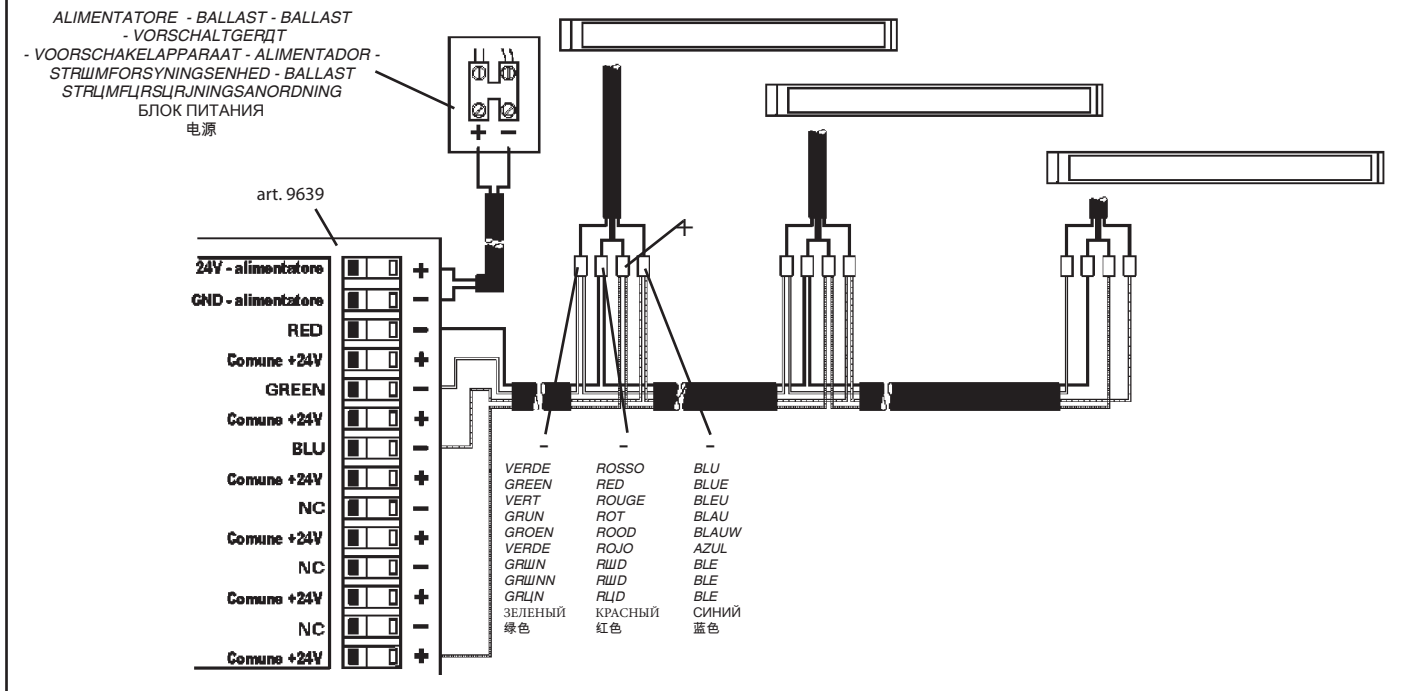 ALIMENTATORE - BALLAST - BALLAST
- VORSCHALTGERДT
- VOORSCHAKELAPPARAAT - ALIMENTADOR -
STRШMFORSYNINGSENHED - BALLAST
STRЦMFЦRSЦRJNINGSANORDNING
БЛОК ПИТАНИЯ
电源
+ −
art. 9639
24V - alimentatore +
GND - alimentatore −
RED −
Comune +24V +
GREEN −
Comune +24V +
BLU −
Comune +24V +
NC −
Comune +24V +
NC −
Comune +24V +
NC −
Comune +24V +
+
− − −
VERDE ROSSO BLU
GREEN RED BLUE
VERT ROUGE BLEU
GRUN ROT BLAU
GROEN ROOD BLAUW
VERDE ROJO AZUL
GRШN RШD BLE
GRШNN RШD BLE
GRЦN RЦD BLE
ЗЕЛЕНЫЙ КРАСНЫЙ СИНИЙ
绿色 红色 蓝色